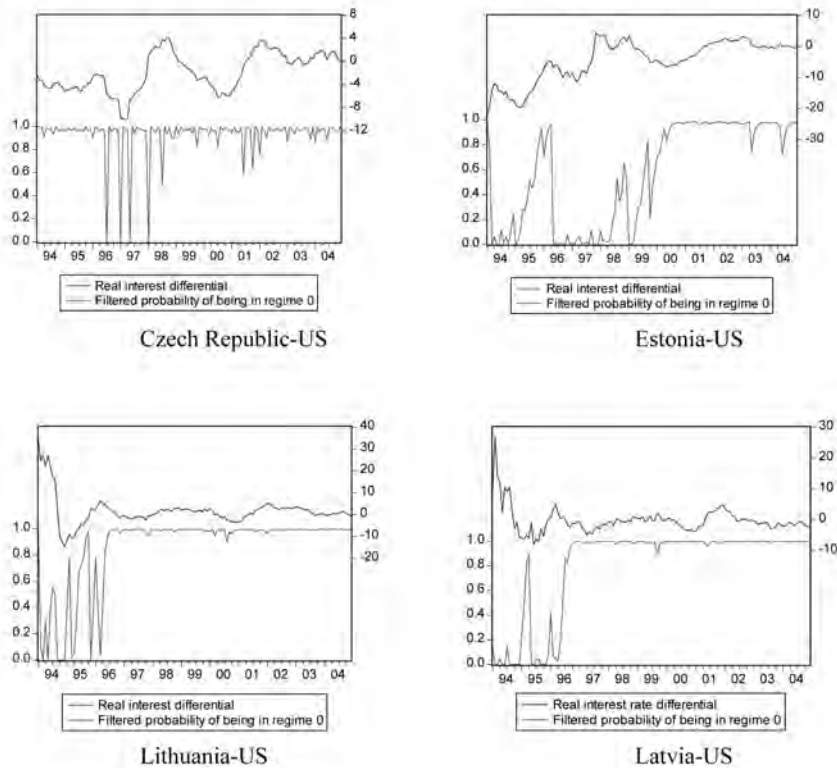 8
4
0
-4
-8
-12
1.0
0.8
0.6
0.4
0.2
0.0
94 95 96 97 98 99 00 01 02 03 04
Real interest differential
Filtered probability of being in regime 0
Czech Republic-US
10
0
-10
-20
-30
1.0
0.8
0.6
0.4
0.2
0.0
94 95 96 97 98 99 00 01 02 03 04
Real interest differential
Filtered probability of being in regime 0
Estonia-US
40
30
20
10
0
-10
-20
1.0
0.8
0.6
0.4
0.2
0.0
94 95 96 97 98 99 00 01 02 03 04
Real interest differential
Filtered probability of being in regime 0
Lithuania-US
30
20
10
0
-10
1.0
0.8
0.6
0.4
0.2
0.0
94 95 96 97 98 99 00 01 02 03 04
Real interest rate differential
Filtered probability of being in regime 0
Latvia-US